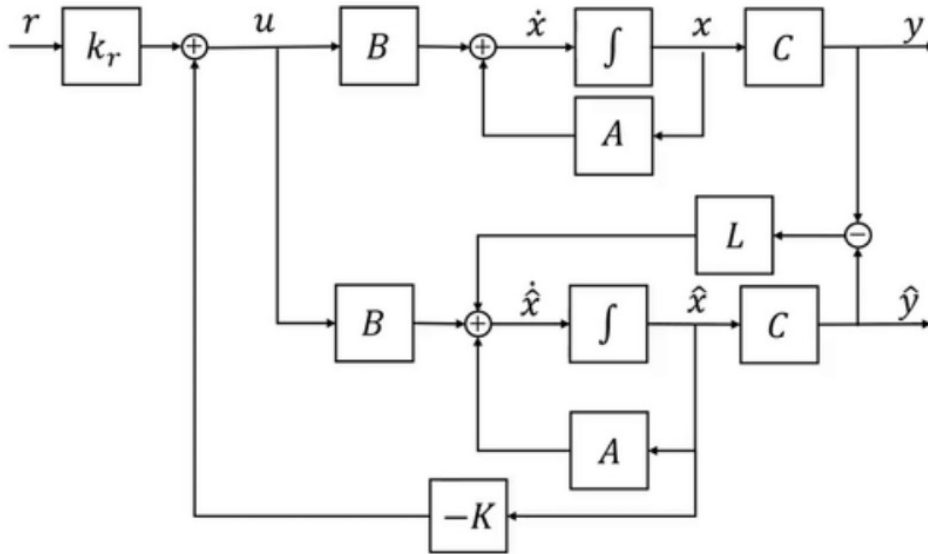 r k_r + u B + ẋ ∫ x C y
A
L −
B + x̂̇ ∫ x̂ C ŷ
A
−K